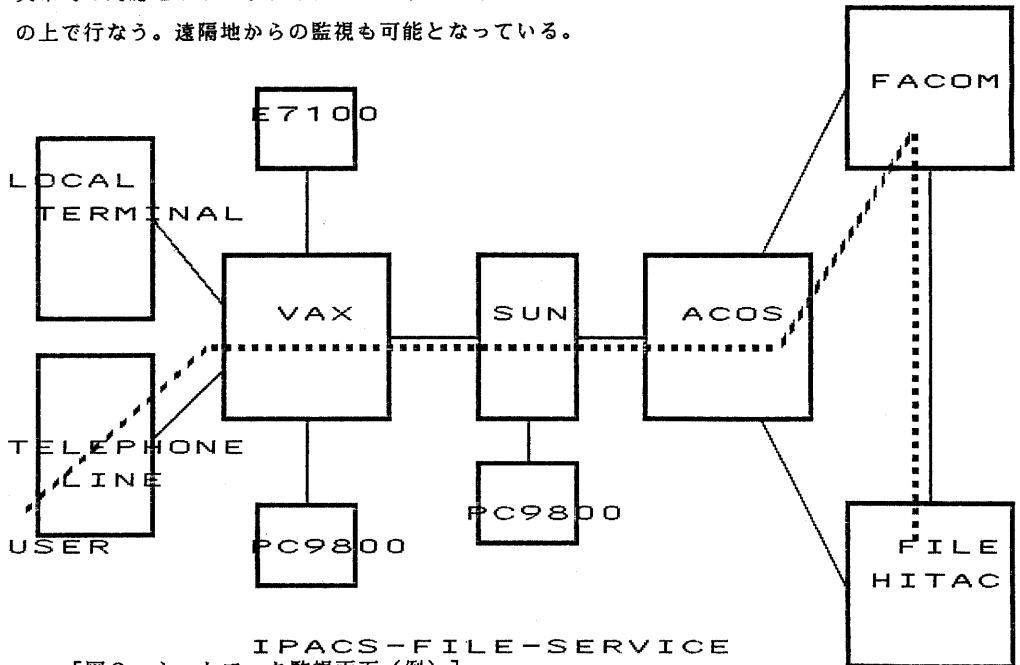 の上で行なう。遠隔地からの監視も可能となっている。
FACOM
E7100
LOCAL
TERMINAL
VAX
SUN
ACOS
TELEPHONE
LINE
PC9800
USER
PC9800
FILE
HITAC
IPACS-FILE-SERVICE